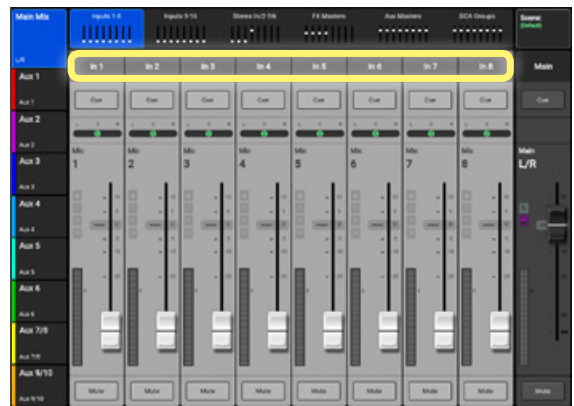 Main Mix
L/R
Inputs 1-8
Inputs 9-16
Stereo In/2-Trk
FX Masters
Aux Masters
DCA Groups
Scene:
(Default)
In 1
In 2
In 3
In 4
In 5
In 6
In 7
In 8
Main
Aux 1
Aux 1
Aux 2
Aux 2
Aux 3
Aux 3
Aux 4
Aux 4
Aux 5
Aux 5
Aux 6
Aux 6
Aux 7/8
Aux 7/8
Aux 9/10
Aux 9/10
Cue
Cue
Cue
Cue
Cue
Cue
Cue
Cue
Cue
Mic
1
Mic
2
Mic
3
Mic
4
Mic
5
Mic
6
Mic
7
Mic
8
Main
L/R
Mute
Mute
Mute
Mute
Mute
Mute
Mute
Mute
Mute